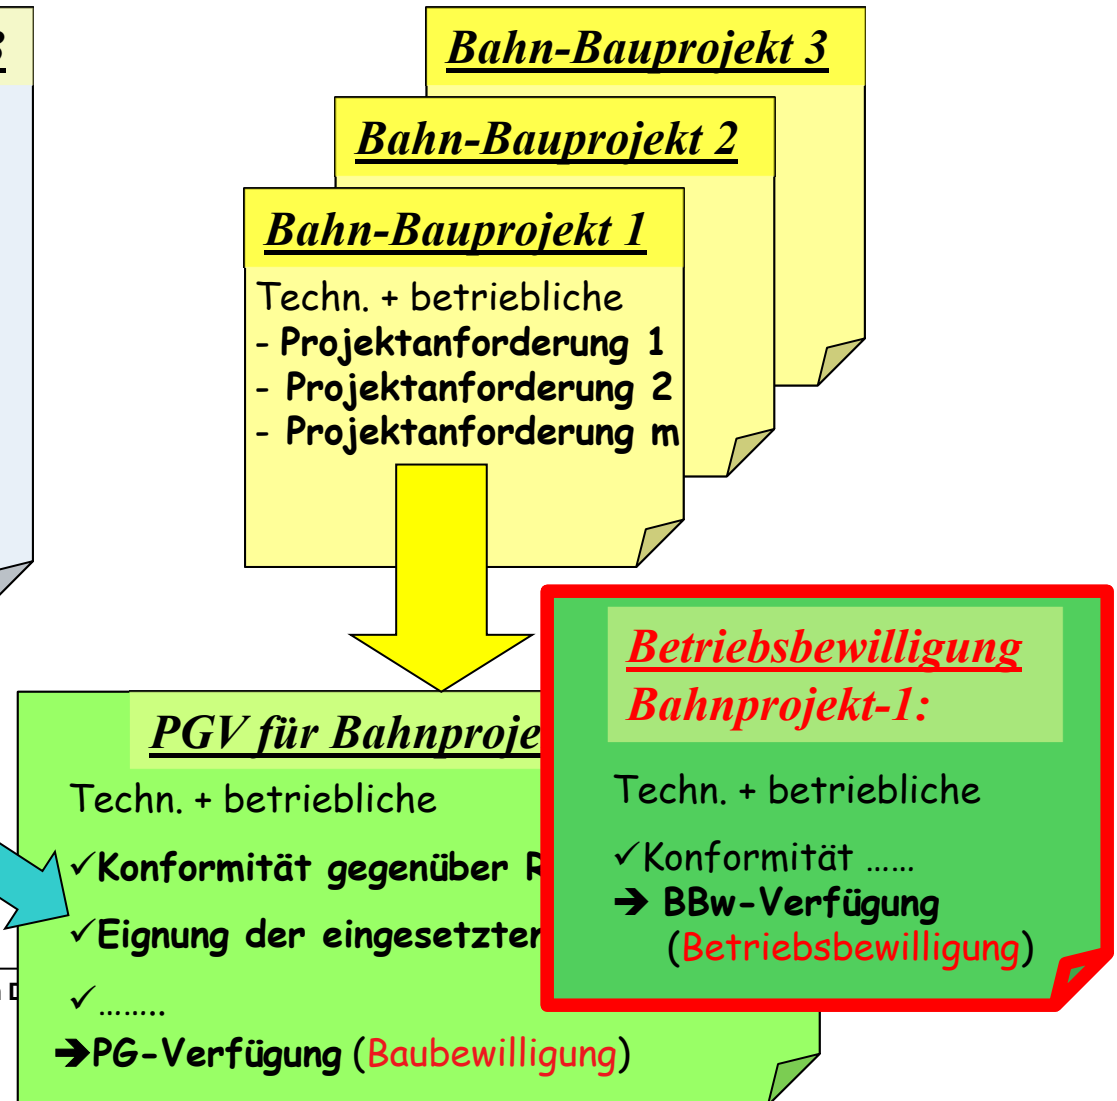 Bahn-Bauprojekt 3
Bahn-Bauprojekt 2
Bahn-Bauprojekt 1
Techn. + betriebliche
- Projektanforderung 1
- Projektanforderung 2
- Projektanforderung m
PGV für Bahnproje
Techn. + betriebliche
✓Konformität gegenüber R
✓Eignung der eingesetzten
✓……..
➔PG-Verfügung (Baubewilligung)
Betriebsbewilligung
Bahnprojekt-1:
Techn. + betriebliche
✓Konformität ……
➔ BBw-Verfügung
(Betriebsbewilligung)